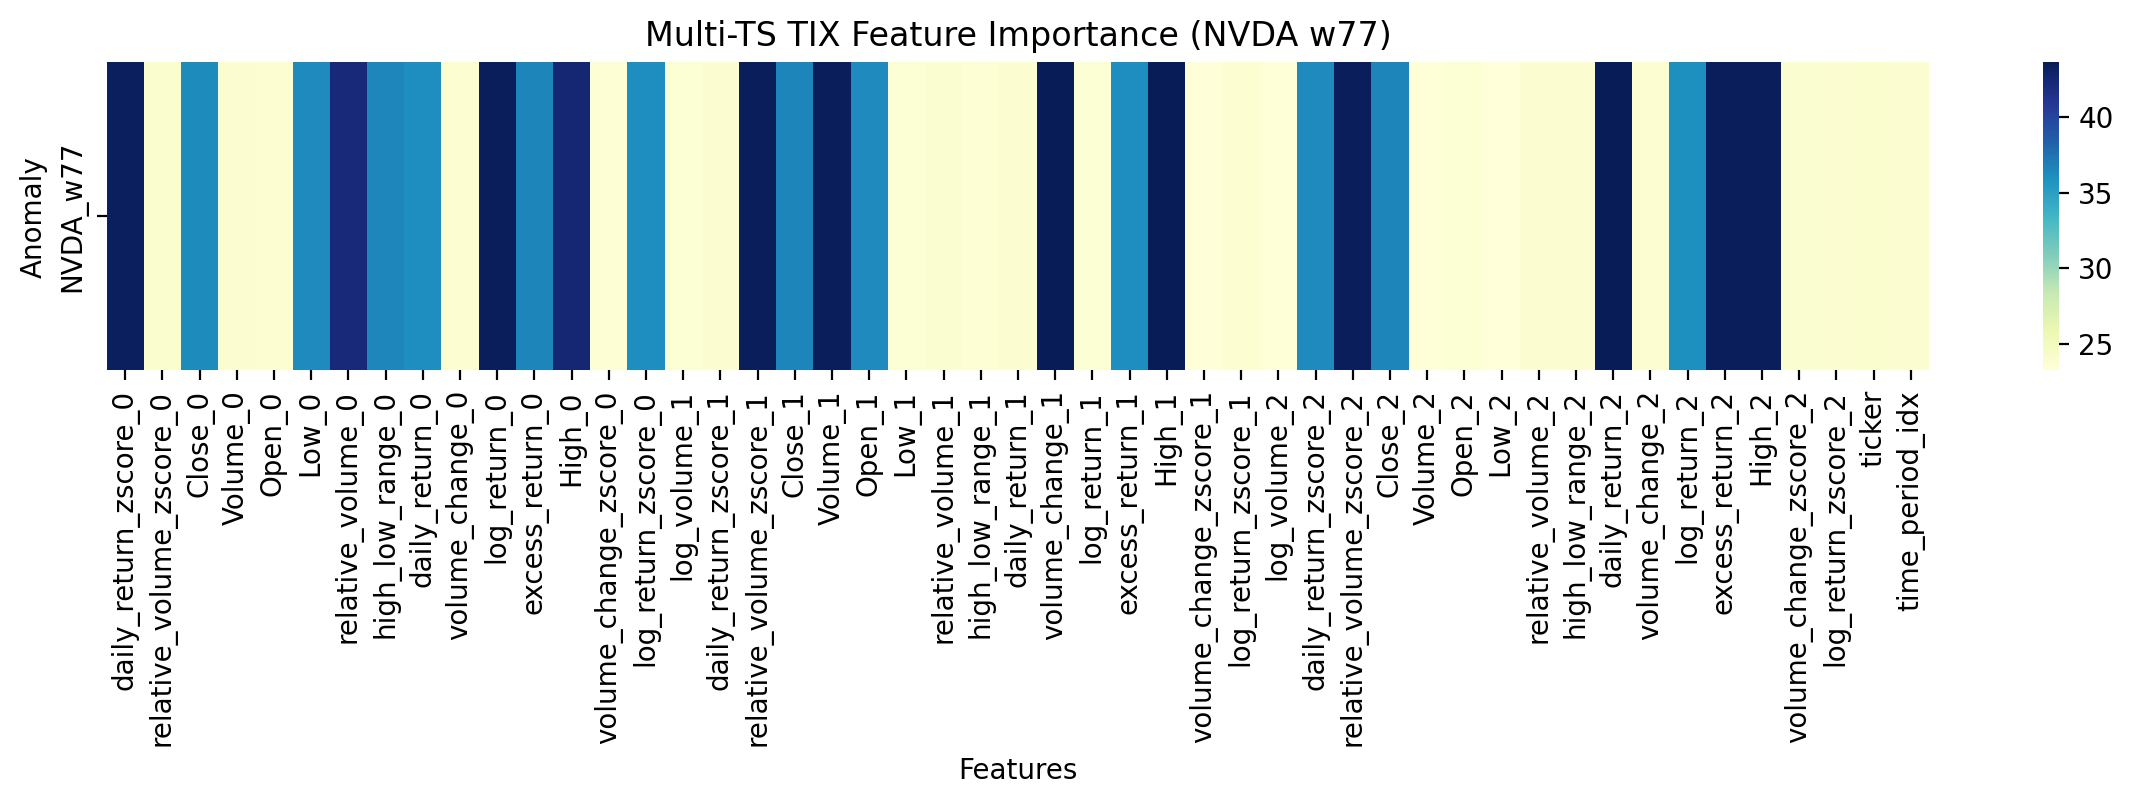 Multi-TS TIX Feature Importance (NVDA w77)
Anomaly
NVDA_w77
40
35
30
25
daily_return_zscore_0
relative_volume_zscore_0
Close_0
Volume_0
Open_0
Low_0
relative_volume_0
high_low_range_0
daily_return_0
volume_change_0
log_return_0
excess_return_0
High_0
volume_change_zscore_0
log_return_zscore_0
log_volume_1
daily_return_zscore_1
relative_volume_zscore_1
Close_1
Volume_1
Open_1
Low_1
relative_volume_1
high_low_range_1
daily_return_1
volume_change_1
log_return_1
excess_return_1
High_1
volume_change_zscore_1
log_return_zscore_1
log_volume_2
daily_return_zscore_2
relative_volume_zscore_2
Close_2
Volume_2
Open_2
Low_2
relative_volume_2
high_low_range_2
daily_return_2
volume_change_2
log_return_2
excess_return_2
High_2
volume_change_zscore_2
log_return_zscore_2
ticker
time_period_idx
Features